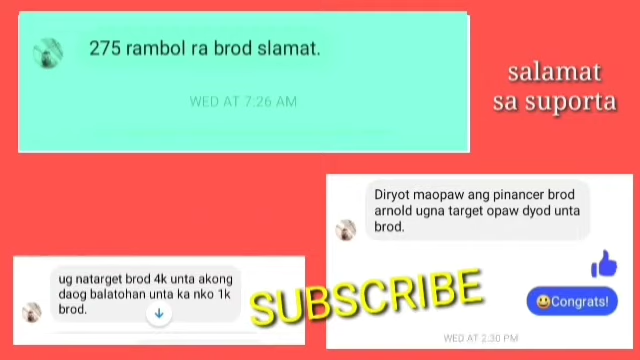 275 rambol ra brod slamat.
WED AT 7:26 AM
salamat
sa suporta
Diryot maopaw ang pinancer brod
arnold ugna target opaw dyod unta
brod.
😃Congrats!
WED AT 2:30 PM
ug natarget brod 4k unta akong
daog balatohan unta ka nko 1k
brod.
SUBSCRIBE